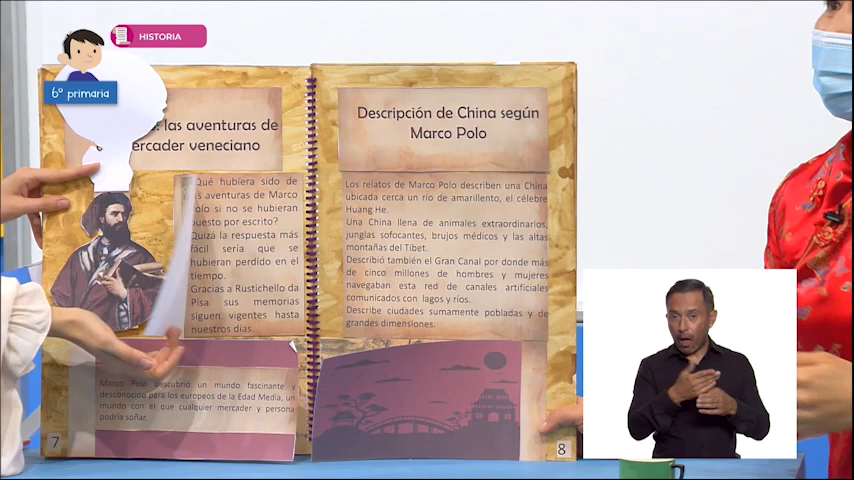 HISTORIA
6º primaria
: las aventuras de
ercader veneciano
Qué hubiera sido de
as aventuras de Marco
olo si no se hubieran
uesto por escrito?
Quizá la respuesta más
fácil sería que se
hubieran perdido en el
tiempo.
Gracias a Rustichello da
Pisa sus memorias
siguen vigentes hasta
nuestros días.
Marco Polo descubrió un mundo fascinante y
desconocido para los europeos de la Edad Media, un
mundo con el que cualquier mercader y persona
podría soñar.
7
Descripción de China según
Marco Polo
Los relatos de Marco Polo describen una China
ubicada cerca un río de amarillento, el célebre
Huang He.
Una China llena de animales extraordinarios,
junglas sofocantes, brujos médicos y las altas
montañas del Tíbet.
Describió también el Gran Canal por donde más
de cinco millones de hombres y mujeres
navegaban esta red de canales artificiales
comunicados con lagos y ríos.
Describe ciudades sumamente pobladas y de
grandes dimensiones.
8